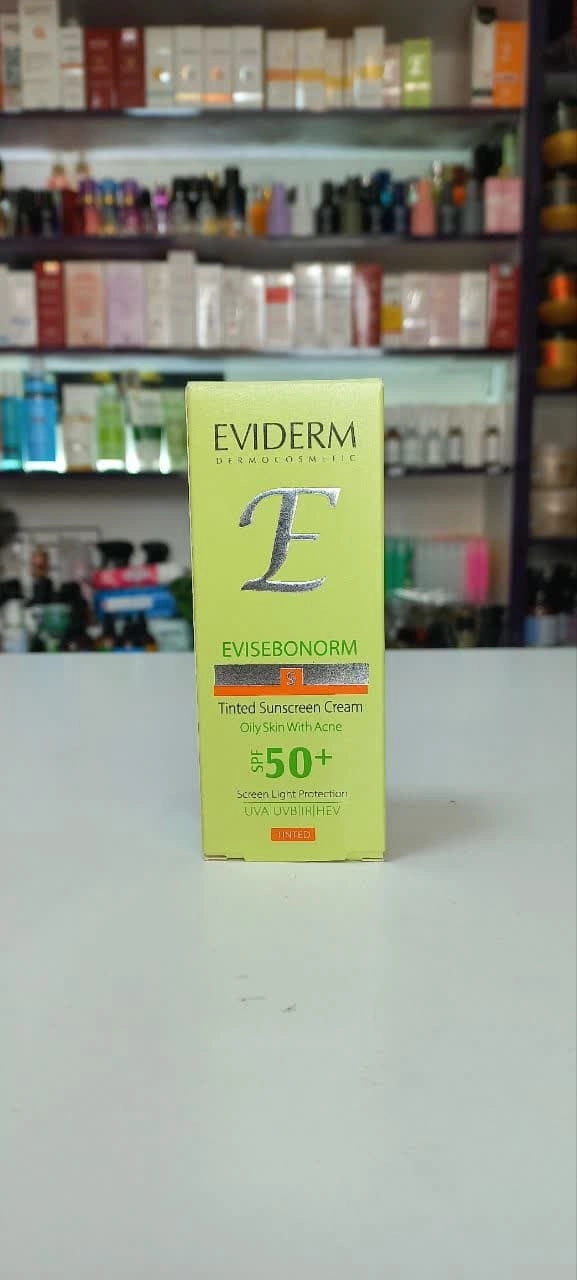 EVIDERM
DERMOCOSMETIC
E
EVISEBONORM
S
Tinted Sunscreen Cream
Oily Skin With Acne
SPF 50+
Screen Light Protection
UVA|UVB|IR|HEV
TINTED